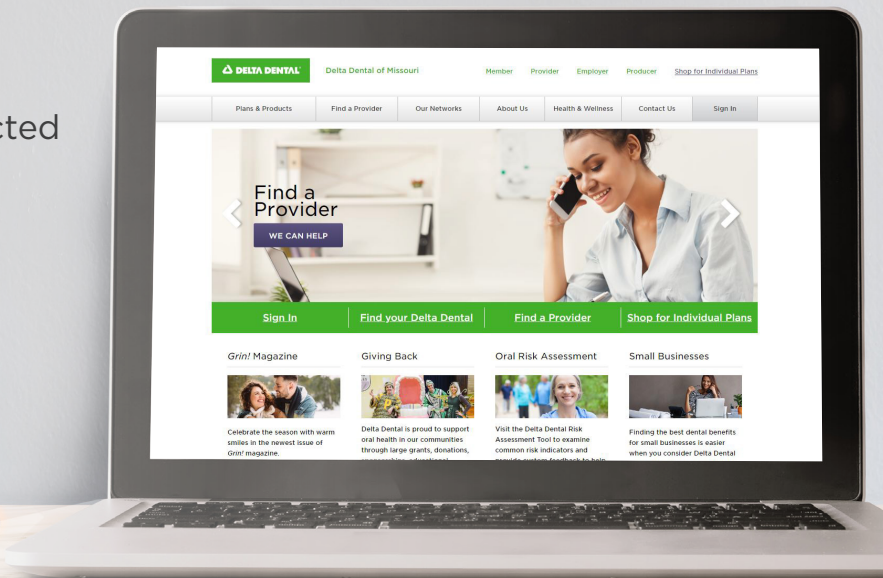 cted
DELTA DENTAL
Delta Dental of Missouri
Member Provider Employer Producer Shop for Individual Plans
Plans & Products Find a Provider Our Networks About Us Health & Wellness Contact Us Sign In
Find a
Provider
WE CAN HELP
Sign In Find your Delta Dental Find a Provider Shop for Individual Plans
Grin! Magazine
Celebrate the season with warm
smiles in the newest issue of
Grin! magazine.
Giving Back
Delta Dental is proud to support
oral health in our communities
through large grants, donations,
Oral Risk Assessment
Visit the Delta Dental Risk
Assessment Tool to examine
common risk indicators and
provide custom feedback to help
Small Businesses
Finding the best dental benefits
for small businesses is easier
when you consider Delta Dental